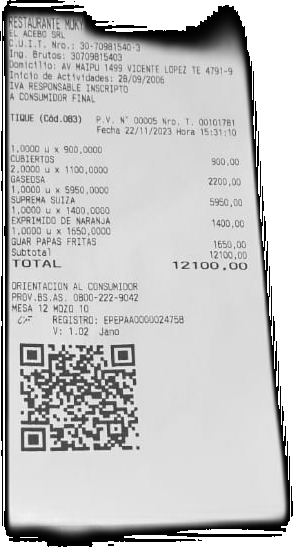 RESTAURANTE MUKY
EL ACEBO SRL
C.U.I.T. Nro.: 30-70981540-3
Ing. Brutos: 30709815403
Domicilio: AV MAIPU 1499 VICENTE LOPEZ TE 4791-9
Inicio de Actividades: 28/09/2006
IVA RESPONSABLE INSCRIPTO
A CONSUMIDOR FINAL
TIQUE (Cód.083) P.V. N° 00005 Nro. T. 00101781
Fecha 22/11/2023 Hora 15:31:10
1,0000 u x 900,0000
CUBIERTOS 900,00
2,0000 u x 1100,0000
GASEOSA 2200,00
1,0000 u x 5950,0000
SUPREMA SUIZA 5950,00
1,0000 u x 1400,0000
EXPRIMIDO DE NARANJA 1400,00
1,0000 u x 1650,0000
GUAR PAPAS FRITAS 1650,00
Subtotal 12100,00
TOTAL 12100,00
ORIENTACION AL CONSUMIDOR
PROV.BS.AS. 0800-222-9042
MESA 12 MOZO 10
CF REGISTRO: EPEPAA0000024758
V: 1.02 Jano